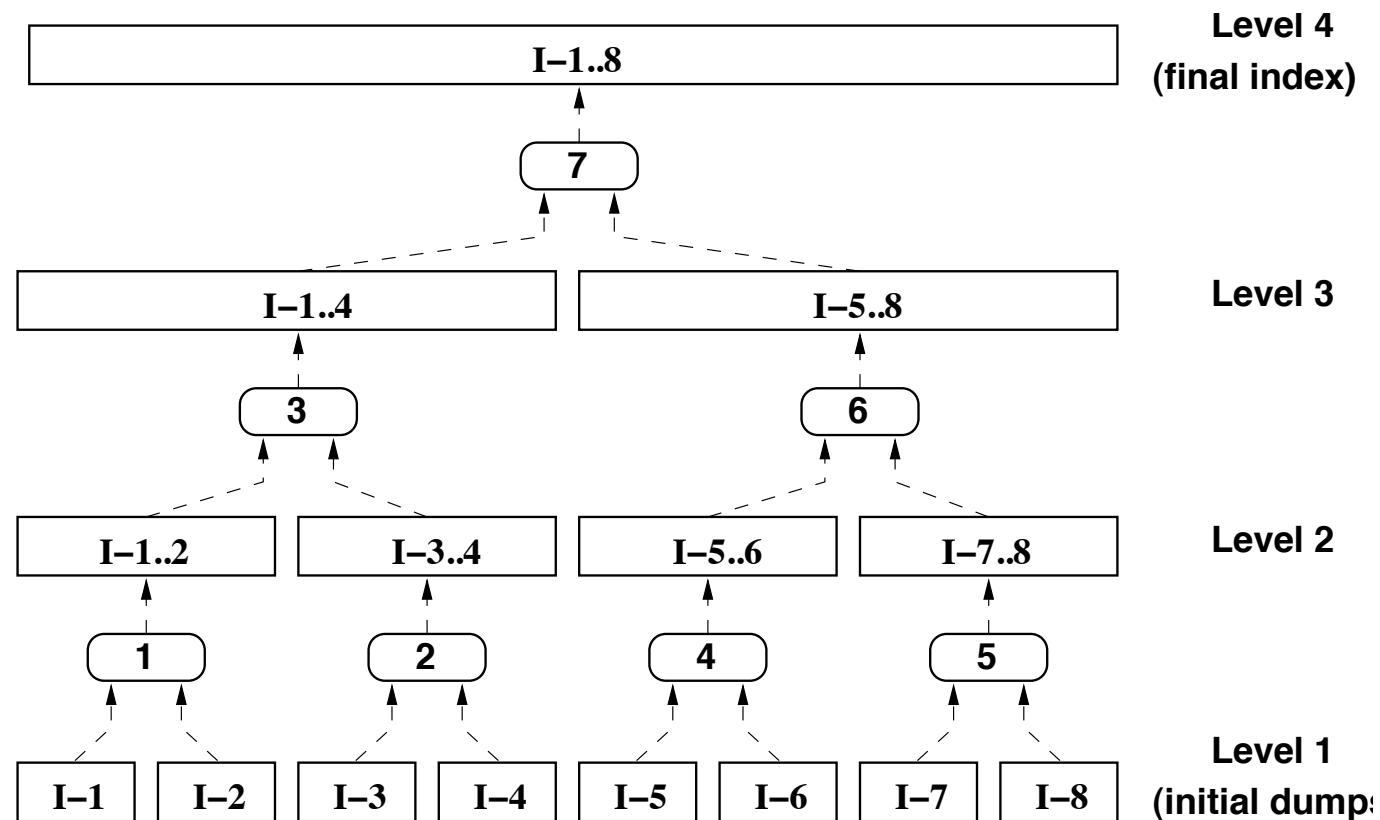 Level 4
(final index)
I–1..8
7
I–1..4
I–5..8
Level 3
3
6
I–1..2
I–3..4
I–5..6
I–7..8
Level 2
1
2
4
5
Level 1
I–1
I–2
I–3
I–4
I–5
I–6
I–7
I–8
(initial dumps